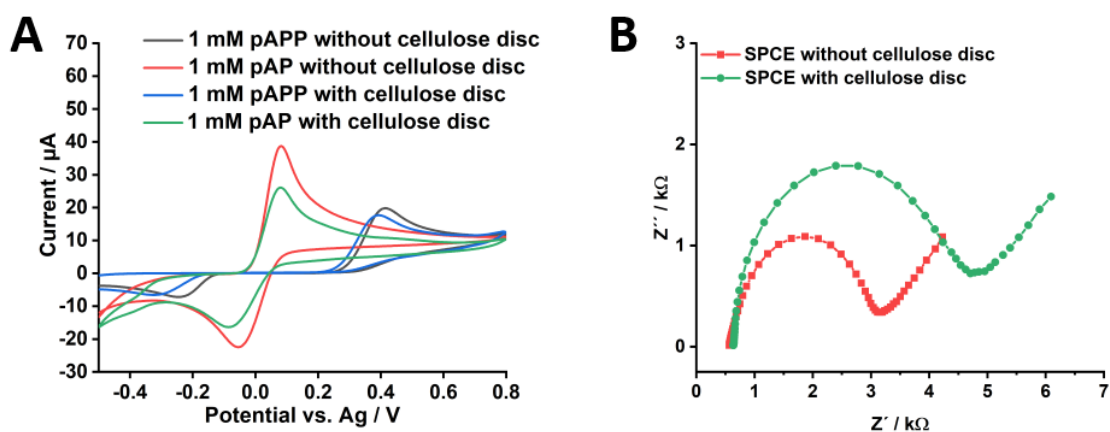 A
1 mM pAPP without cellulose disc
1 mM pAP without cellulose disc
1 mM pAPP with cellulose disc
1 mM pAP with cellulose disc
70
60
50
40
30
20
10
0
-10
-20
-30
Current / µA
-0.4 -0.2 0.0 0.2 0.4 0.6 0.8
Potential vs. Ag / V
B
SPCE without cellulose disc
SPCE with cellulose disc
3
2
1
0
Z´´ / kΩ
0 1 2 3 4 5 6 7
Z´ / kΩ